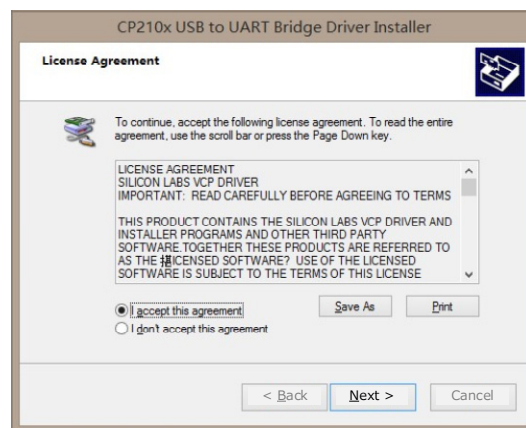 CP210x USB to UART Bridge Driver Installer
License Agreement
To continue, accept the following license agreement. To read the entire
agreement, use the scroll bar or press the Page Down key.
LICENSE AGREEMENT
SILICON LABS VCP DRIVER
IMPORTANT:  READ CAREFULLY BEFORE AGREEING TO TERMS
THIS PRODUCT CONTAINS THE SILICON LABS VCP DRIVER AND
INSTALLER PROGRAMS AND OTHER THIRD PARTY
SOFTWARE.TOGETHER THESE PRODUCTS ARE REFERRED TO
AS THE ICENSED SOFTWARE?  USE OF THE LICENSED
SOFTWARE IS SUBJECT TO THE TERMS OF THIS LICENSE
I accept this agreement
Save As
Print
I don't accept this agreement
< Back
Next >
Cancel